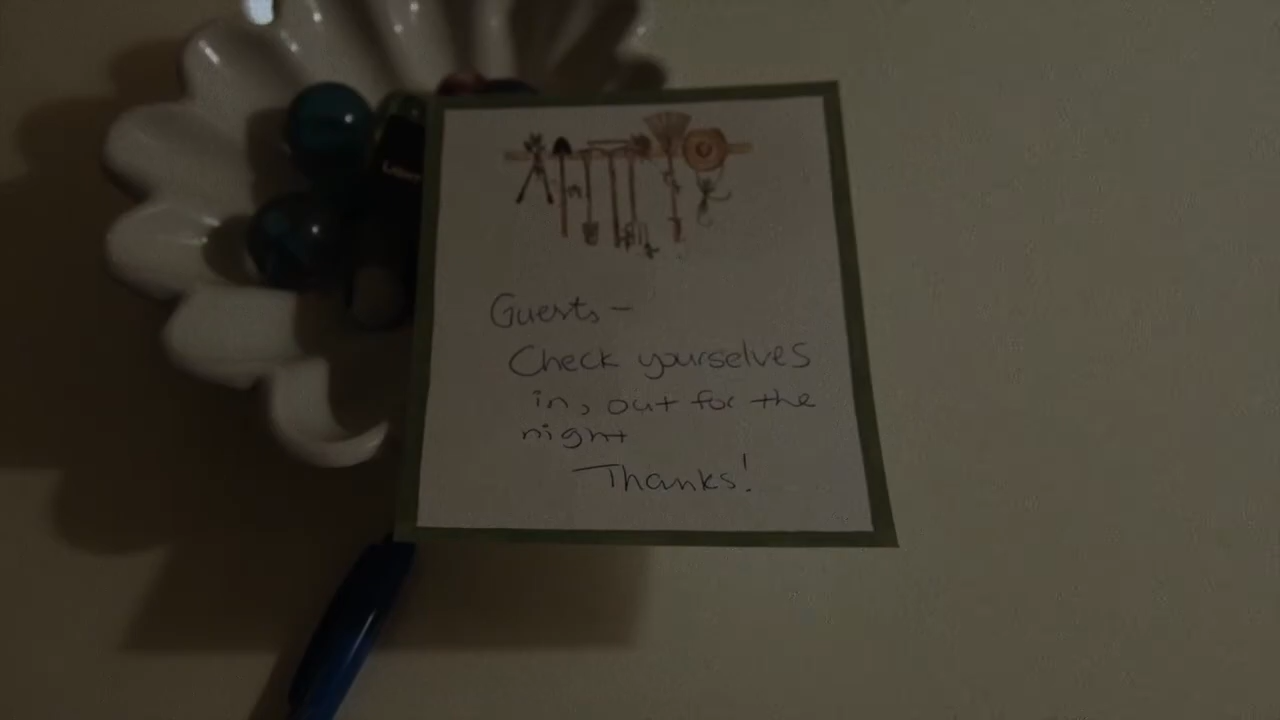 Guests –
Check yourselves
in, out for the
night
Thanks!